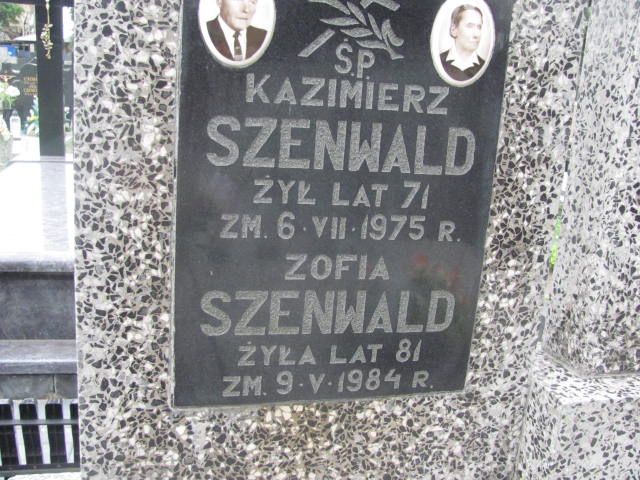 Ś.P.
KAZIMIERZ
SZENWALD
ŻYŁ LAT 71
ZM. 6·VII·1975 R.
ZOFIA
SZENWALD
ŻYŁA LAT 81
ZM. 9·V·1984 R.